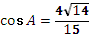 cos A = 4√14/15